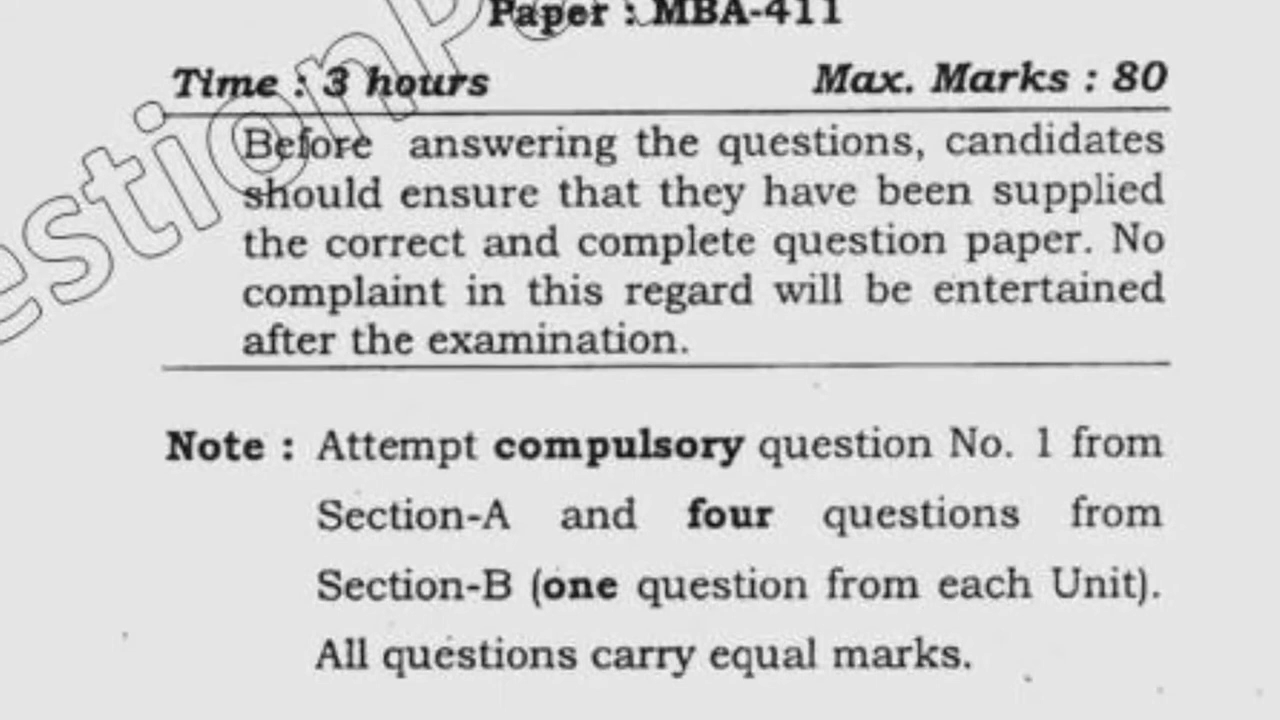 Paper : MBA-411
Time : 3 hours Max. Marks : 80
Before answering the questions, candidates
should ensure that they have been supplied
the correct and complete question paper. No
complaint in this regard will be entertained
after the examination.
Note : Attempt compulsory question No. 1 from
Section-A and four questions from
Section-B (one question from each Unit).
All questions carry equal marks.
estionP